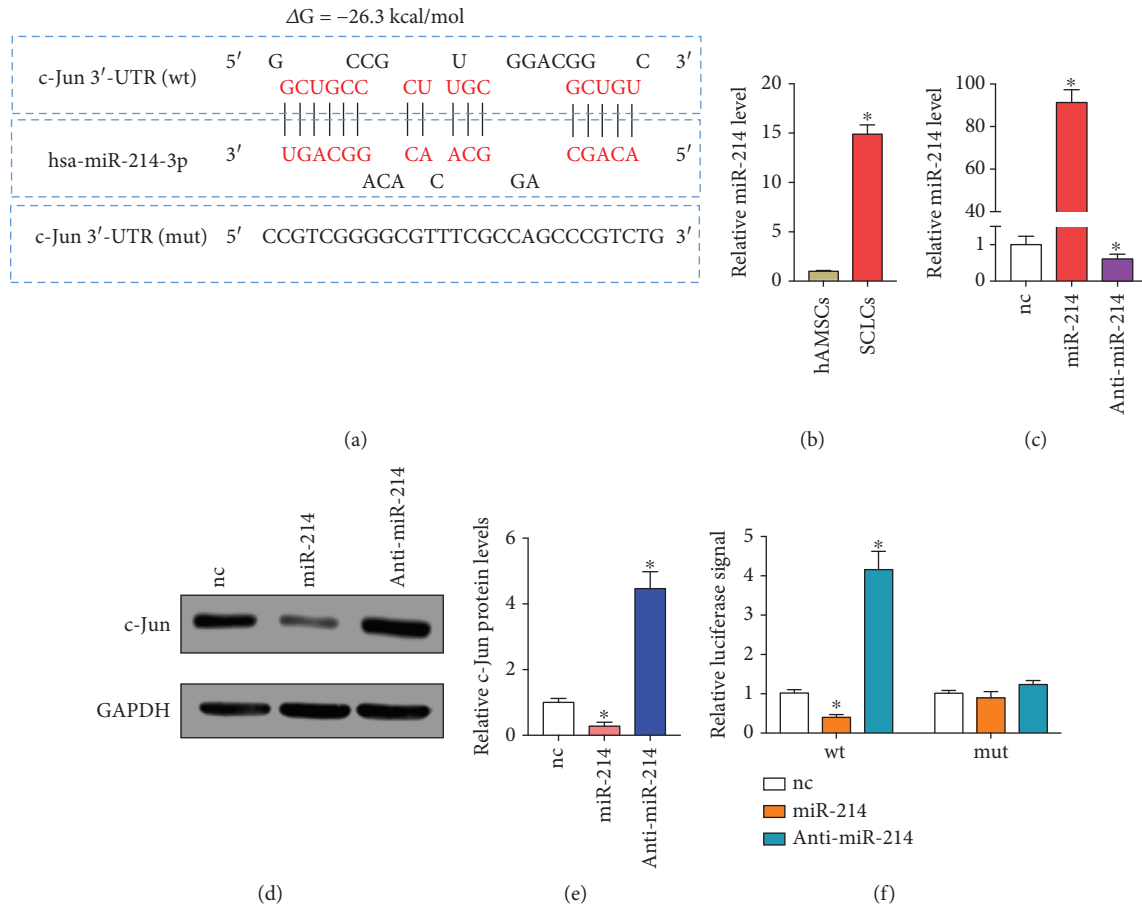 ΔG = −26.3 kcal/mol
c-Jun 3′-UTR (wt)
5′ G CCG U GGACGG C 3′
GCUGCC CU UGC GCUGU
hsa-miR-214-3p
3′ UGACGG CA ACG CGACA 5′
ACA C GA
c-Jun 3′-UTR (mut) 5′ CCGTCGGGGCGTTTCGCCAGCCCGTCTG 3′
(a)
Relative miR-214 level
20
15
10
5
0
*
hAMSCs
SCLCs
(b)
Relative miR-214 level
100
80
60
40
1
0
*
*
nc
miR-214
Anti-miR-214
(c)
nc
miR-214
Anti-miR-214
c-Jun
GAPDH
(d)
Relative c-Jun protein levels
6
4
2
0
*
*
nc
miR-214
Anti-miR-214
(e)
Relative luciferase signal
5
4
3
2
1
0
*
*
wt
mut
nc
miR-214
Anti-miR-214
(f)